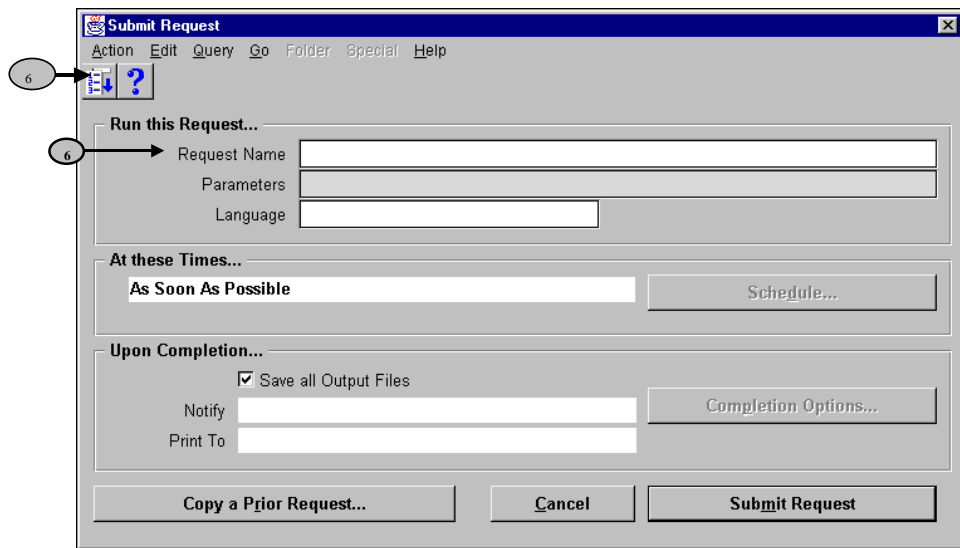 Submit Request
Action Edit Query Go Folder Special Help
6
?
Run this Request...
6
Request Name
Parameters
Language
At these Times...
As Soon As Possible
Schedule...
Upon Completion...
Save all Output Files
Notify
Completion Options...
Print To
Copy a Prior Request...
Cancel
Submit Request